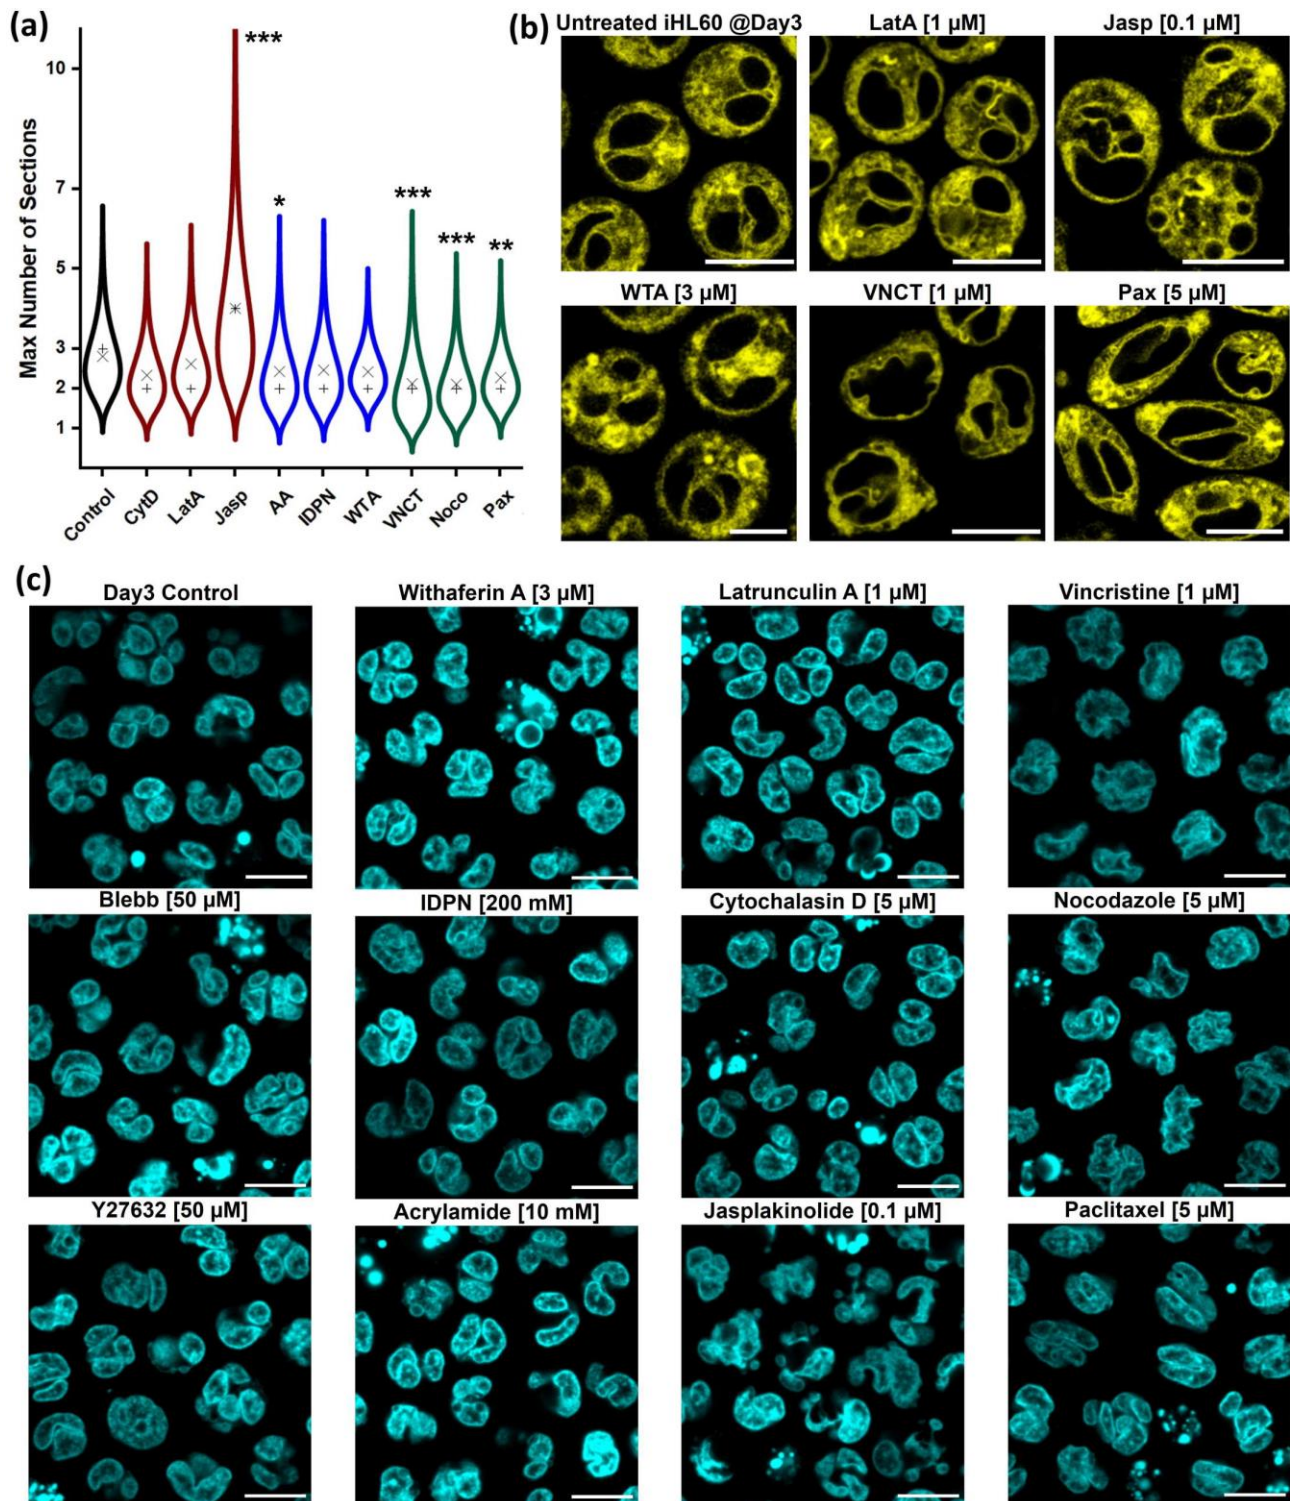 (a)
***
10
7
5
3
2
1
Max Number of Sections
*
***
***
**
Control
CytD
LatA
Jasp
AA
IDPN
WTA
VNCT
Noco
Pax
(b)
Untreated iHL60 @Day3
LatA [1 µM]
Jasp [0.1 µM]
WTA [3 µM]
VNCT [1 µM]
Pax [5 µM]
(c)
Day3 Control
Withaferin A [3 µM]
Latrunculin A [1 µM]
Vincristine [1 µM]
Blebb [50 µM]
IDPN [200 mM]
Cytochalasin D [5 µM]
Nocodazole [5 µM]
Y27632 [50 µM]
Acrylamide [10 mM]
Jasplakinolide [0.1 µM]
Paclitaxel [5 µM]